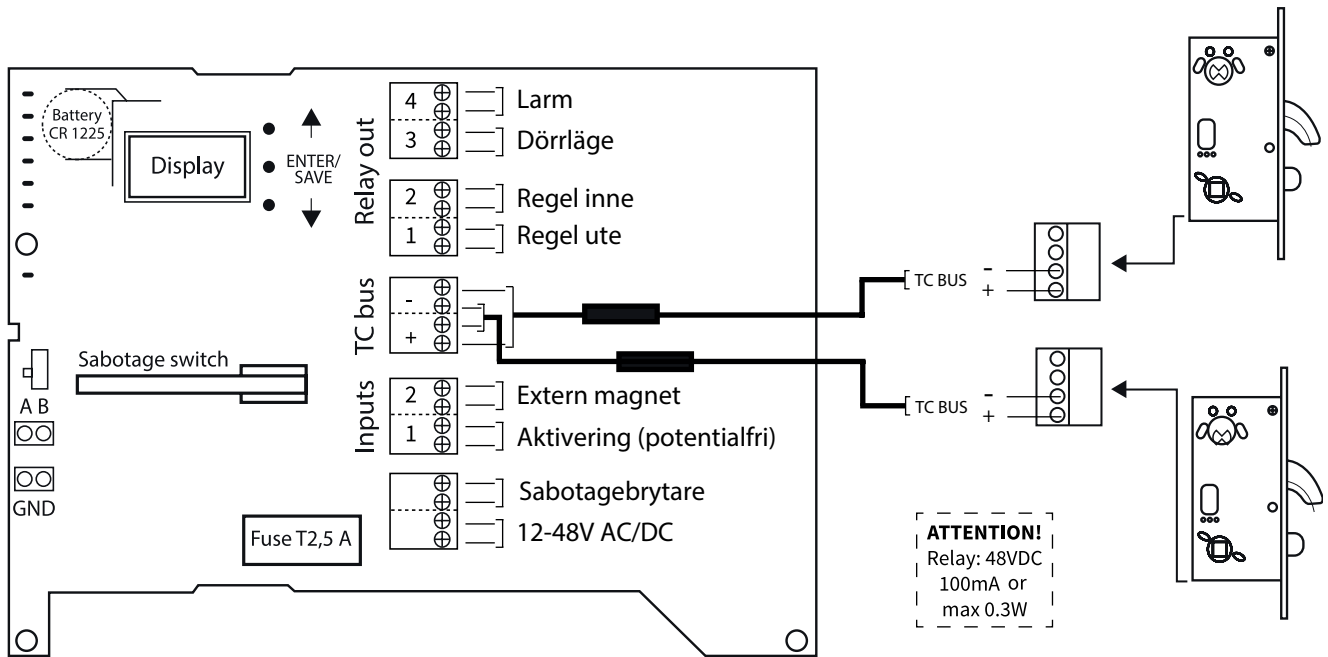 Battery
CR 1225
Display
ENTER/
SAVE
Relay out
4
Larm
3
Dörrläge
2
Regel inne
1
Regel ute
TC bus
-
+
TC BUS
-
+
Sabotage switch
A B
GND
Inputs
2
Extern magnet
1
Aktivering (potentialfri)
Sabotagebrytare
12-48V AC/DC
Fuse T2,5 A
TC BUS
-
+
ATTENTION!
Relay: 48VDC
100mA or
max 0.3W